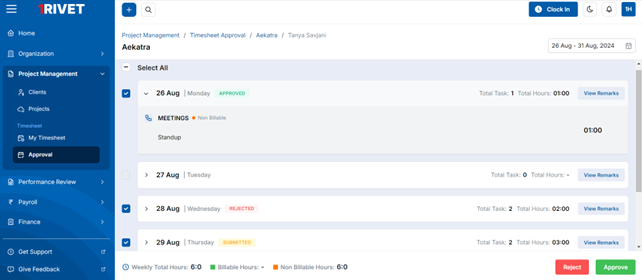 1RIVET
Clock In
1H
Home
Organization
Project Management
Clients
Projects
Timesheet
My Timesheet
Approval
Performance Review
Payroll
Finance
Get Support
Give Feedback
Project Management / Timesheet Approval / Aekatra / Tanya Savjani
Aekatra
26 Aug - 31 Aug, 2024
Select All
26 Aug | Monday APPROVED Total Task: 1 Total Hours: 01:00 View Remarks
MEETINGS Non Billable
Standup
01:00
27 Aug | Tuesday Total Task: 0 Total Hours: - View Remarks
28 Aug | Wednesday REJECTED Total Task: 2 Total Hours: 02:00 View Remarks
29 Aug | Thursday SUBMITTED Total Task: 2 Total Hours: 03:00 View Remarks
Weekly Total Hours: 6:0 Billable Hours: - Non Billable Hours: 6:0
Reject
Approve